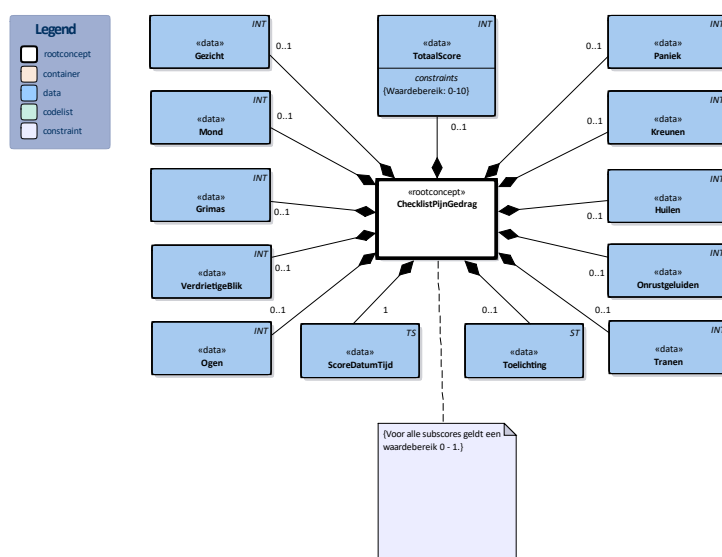 Legend
rootconcept
container
data
codelist
constraint
INT
«data»
Gezicht
0..1
INT
«data»
TotaalScore
constraints
{Waardebereik: 0-10}
0..1
INT
«data»
Paniek
0..1
INT
«data»
Mond
0..1
INT
«data»
Kreunen
0..1
«rootconcept»
ChecklistPijnGedrag
INT
«data»
Grimas
0..1
INT
«data»
Huilen
0..1
INT
«data»
VerdrietigeBlik
0..1
INT
«data»
Onrustgeluiden
0..1
INT
«data»
Ogen
0..1
TS
«data»
ScoreDatumTijd
1
ST
«data»
Toelichting
0..1
INT
«data»
Tranen
0..1
{Voor alle subscores geldt een
waardebereik 0 - 1.}